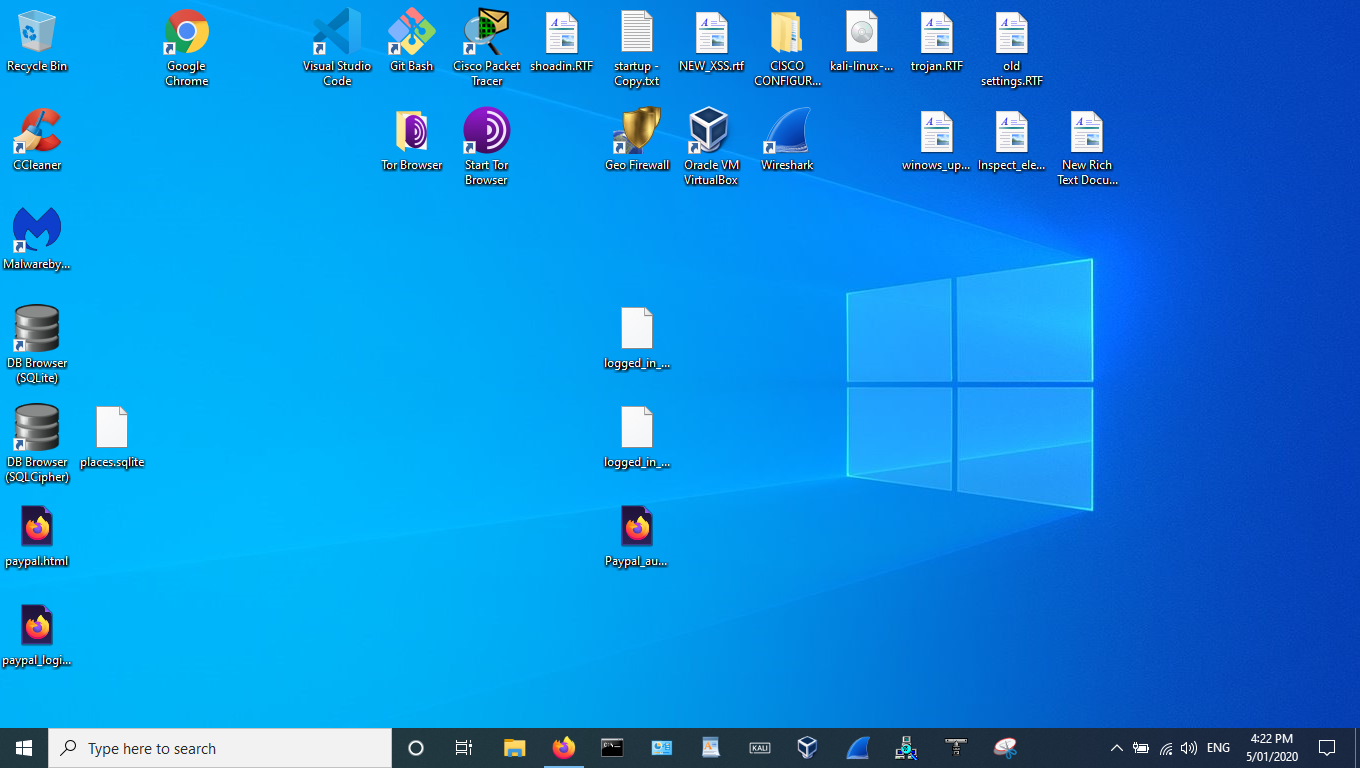 Recycle Bin
Google
Chrome
Visual Studio
Code
Git Bash
Cisco Packet
Tracer
shoadin.RTF
startup -
Copy.txt
NEW_XSS.rtf
CISCO
CONFIGUR...
kali-linux-...
trojan.RTF
old
settings.RTF
CCleaner
Tor Browser
Start Tor
Browser
Geo Firewall
Oracle VM
VirtualBox
Wireshark
winows_up...
Inspect_ele...
New Rich
Text Docu...
Malwareby...
DB Browser
(SQLite)
logged_in_...
DB Browser
(SQLCipher)
places.sqlite
logged_in_...
paypal.html
Paypal_au...
paypal_logi...
Type here to search
KALI
ENG
4:22 PM
5/01/2020